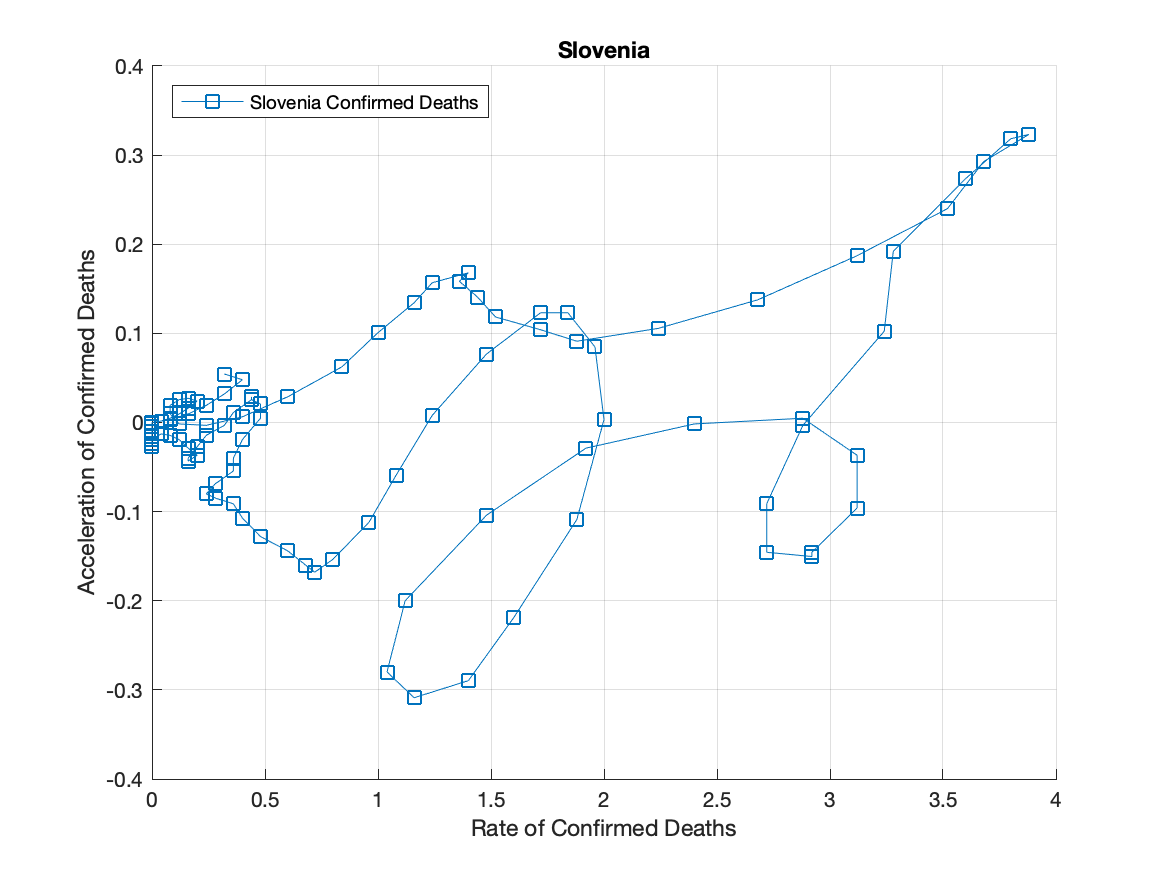 Slovenia
0.4
Slovenia Confirmed Deaths
0.3
0.2
0.1
0
-0.1
-0.2
-0.3
-0.4
Acceleration of Confirmed Deaths
0 0.5 1 1.5 2 2.5 3 3.5 4
Rate of Confirmed Deaths